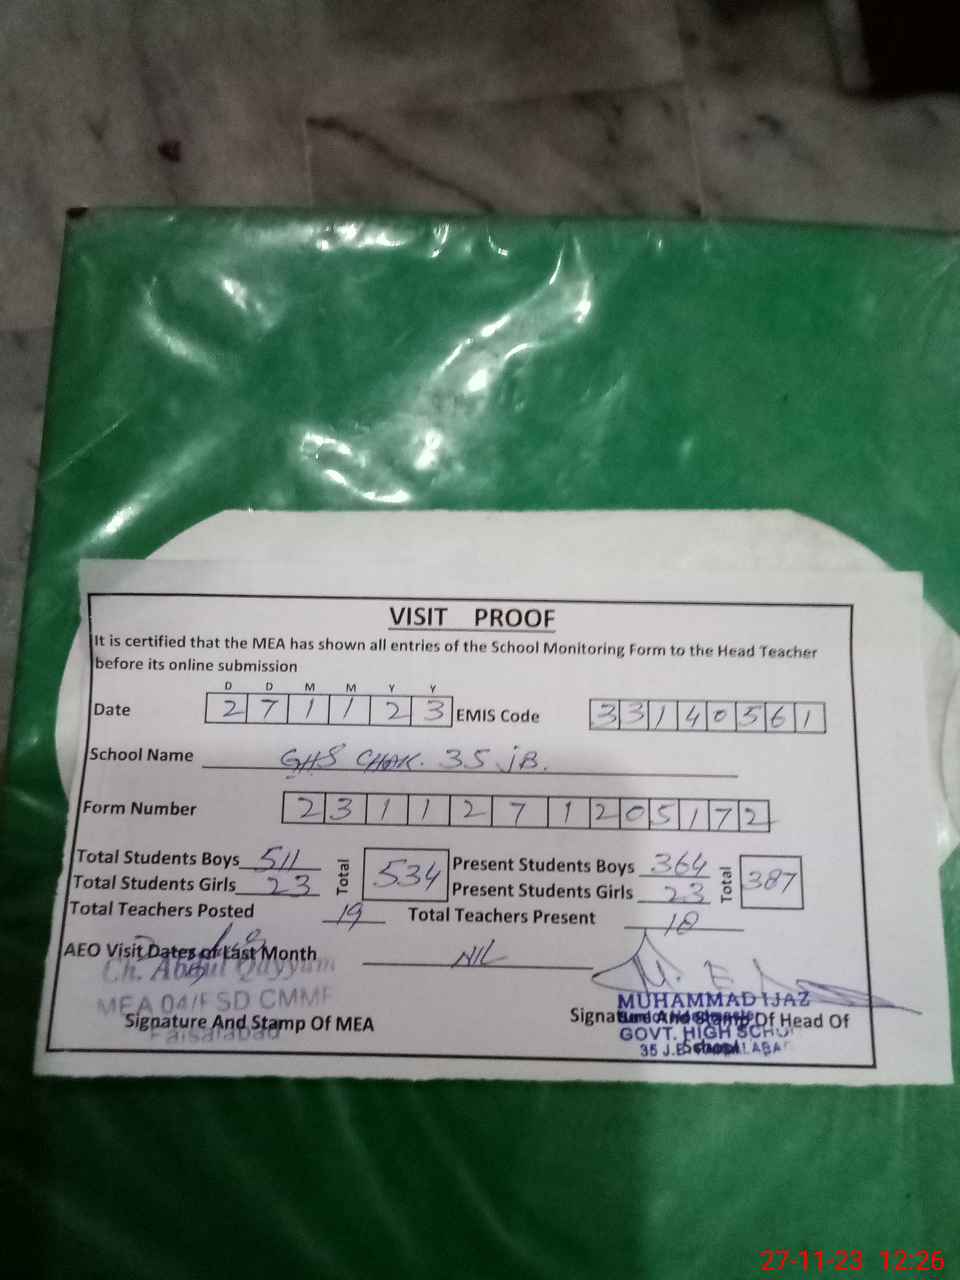 VISIT PROOF
It is certified that the MEA has shown all entries of the School Monitoring Form to the Head Teacher
before its online submission
D D M M Y Y
Date 2 7 1 1 2 3 EMIS Code 3 3 1 4 0 5 6 1
School Name GHS CHAK. 35 JB.
Form Number 2 3 1 1 2 7 1 2 0 5 1 7 2
Total Students Boys 511 Total 534 Present Students Boys 364 Total 387
Total Students Girls 23 Present Students Girls 23
Total Teachers Posted 19 Total Teachers Present 18
AEO Visit Dates of Last Month NIL
Ch. Abdul Qayyum
MEA 04/FSD CMMF
Faisalabad
Signature And Stamp Of MEA
MUHAMMAD IJAZ
GOVT. HIGH SCHO
35 J.B.
Signature And Stamp Of Head Of
School
27-11-23 12:26